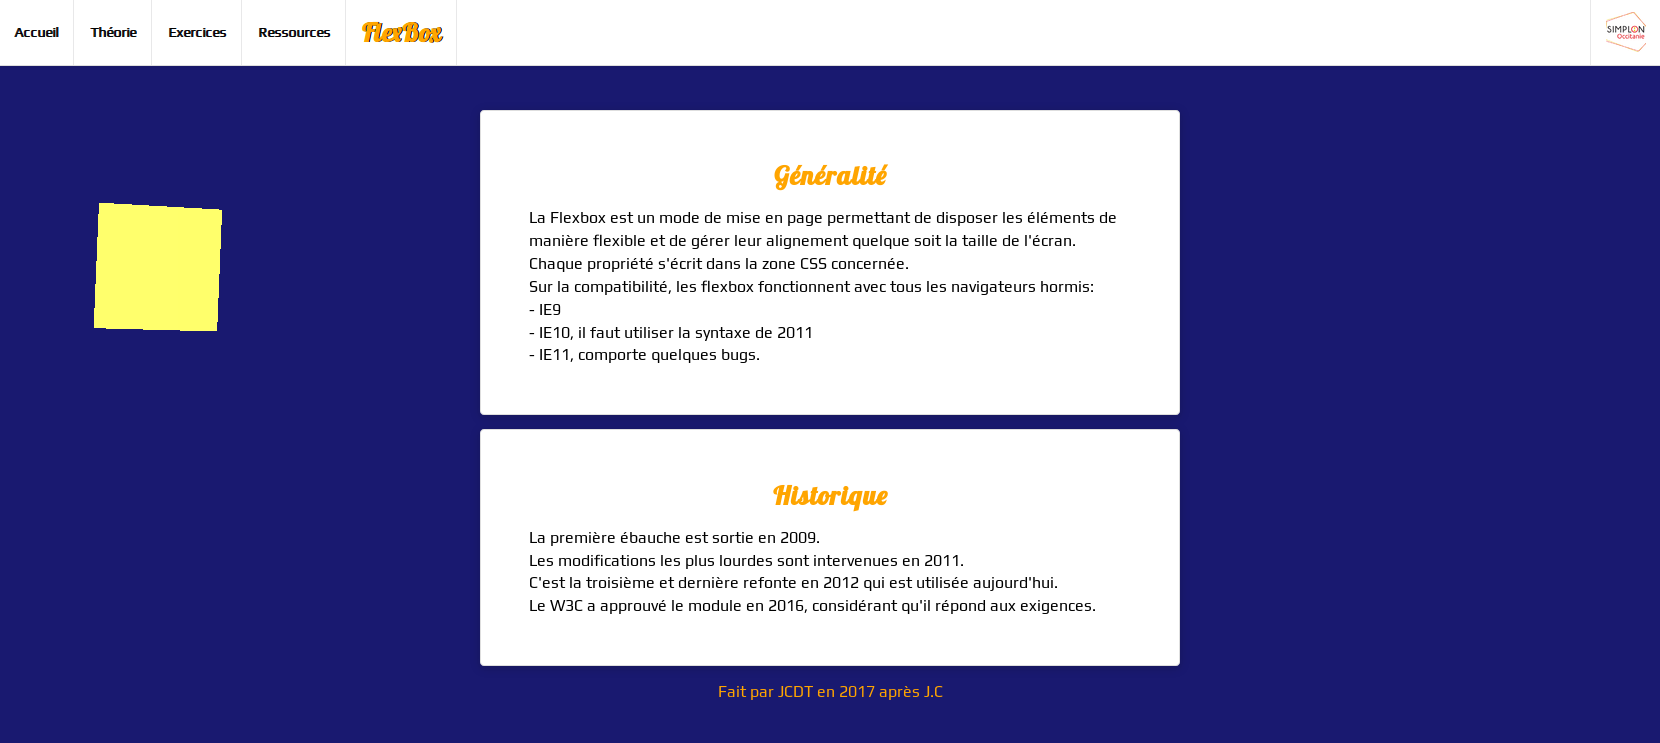 Accueil
Théorie
Exercices
Ressources
FlexBox
SIMPLON
Occitanie
Généralité
La Flexbox est un mode de mise en page permettant de disposer les éléments de
manière flexible et de gérer leur alignement quelque soit la taille de l'écran.
Chaque propriété s'écrit dans la zone CSS concernée.
Sur la compatibilité, les flexbox fonctionnent avec tous les navigateurs hormis:
- IE9
- IE10, il faut utiliser la syntaxe de 2011
- IE11, comporte quelques bugs.
Historique
La première ébauche est sortie en 2009.
Les modifications les plus lourdes sont intervenues en 2011.
C'est la troisième et dernière refonte en 2012 qui est utilisée aujourd'hui.
Le W3C a approuvé le module en 2016, considérant qu'il répond aux exigences.
Fait par JCDT en 2017 après J.C